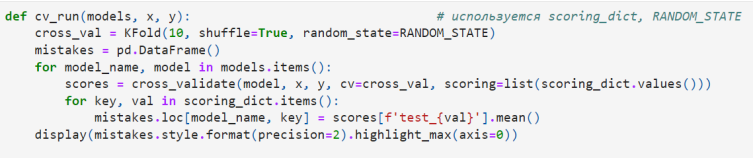 def cv_run(models, x, y):                                # используется scoring_dict, RANDOM_STATE
    cross_val = KFold(10, shuffle=True, random_state=RANDOM_STATE)
    mistakes = pd.DataFrame()
    for model_name, model in models.items():
        scores = cross_validate(model, x, y, cv=cross_val, scoring=list(scoring_dict.values()))
        for key, val in scoring_dict.items():
            mistakes.loc[model_name, key] = scores[f'test_{val}'].mean()
    display(mistakes.style.format(precision=2).highlight_max(axis=0))